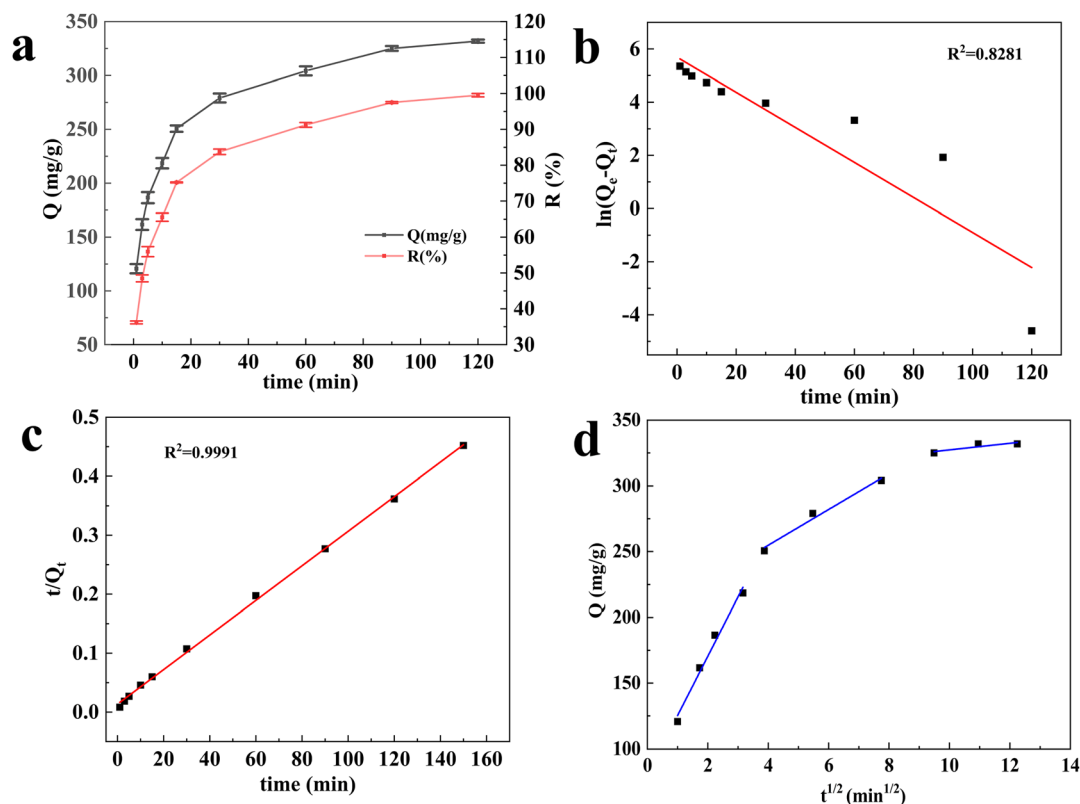 a
350
300
250
200
150
100
50
Q (mg/g)
120
110
100
90
80
70
60
50
40
30
R (%)
Q(mg/g)
R(%)
0 20 40 60 80 100 120
time (min)
b
R²=0.8281
6
4
2
0
-2
-4
ln(Qₑ-Qₜ)
0 20 40 60 80 100 120
time (min)
c
R²=0.9991
0.5
0.4
0.3
0.2
0.1
0.0
t/Qₜ
0 20 40 60 80 100 120 140 160
time (min)
d
350
300
250
200
150
100
Q (mg/g)
0 2 4 6 8 10 12 14
t^1/2 (min^1/2)